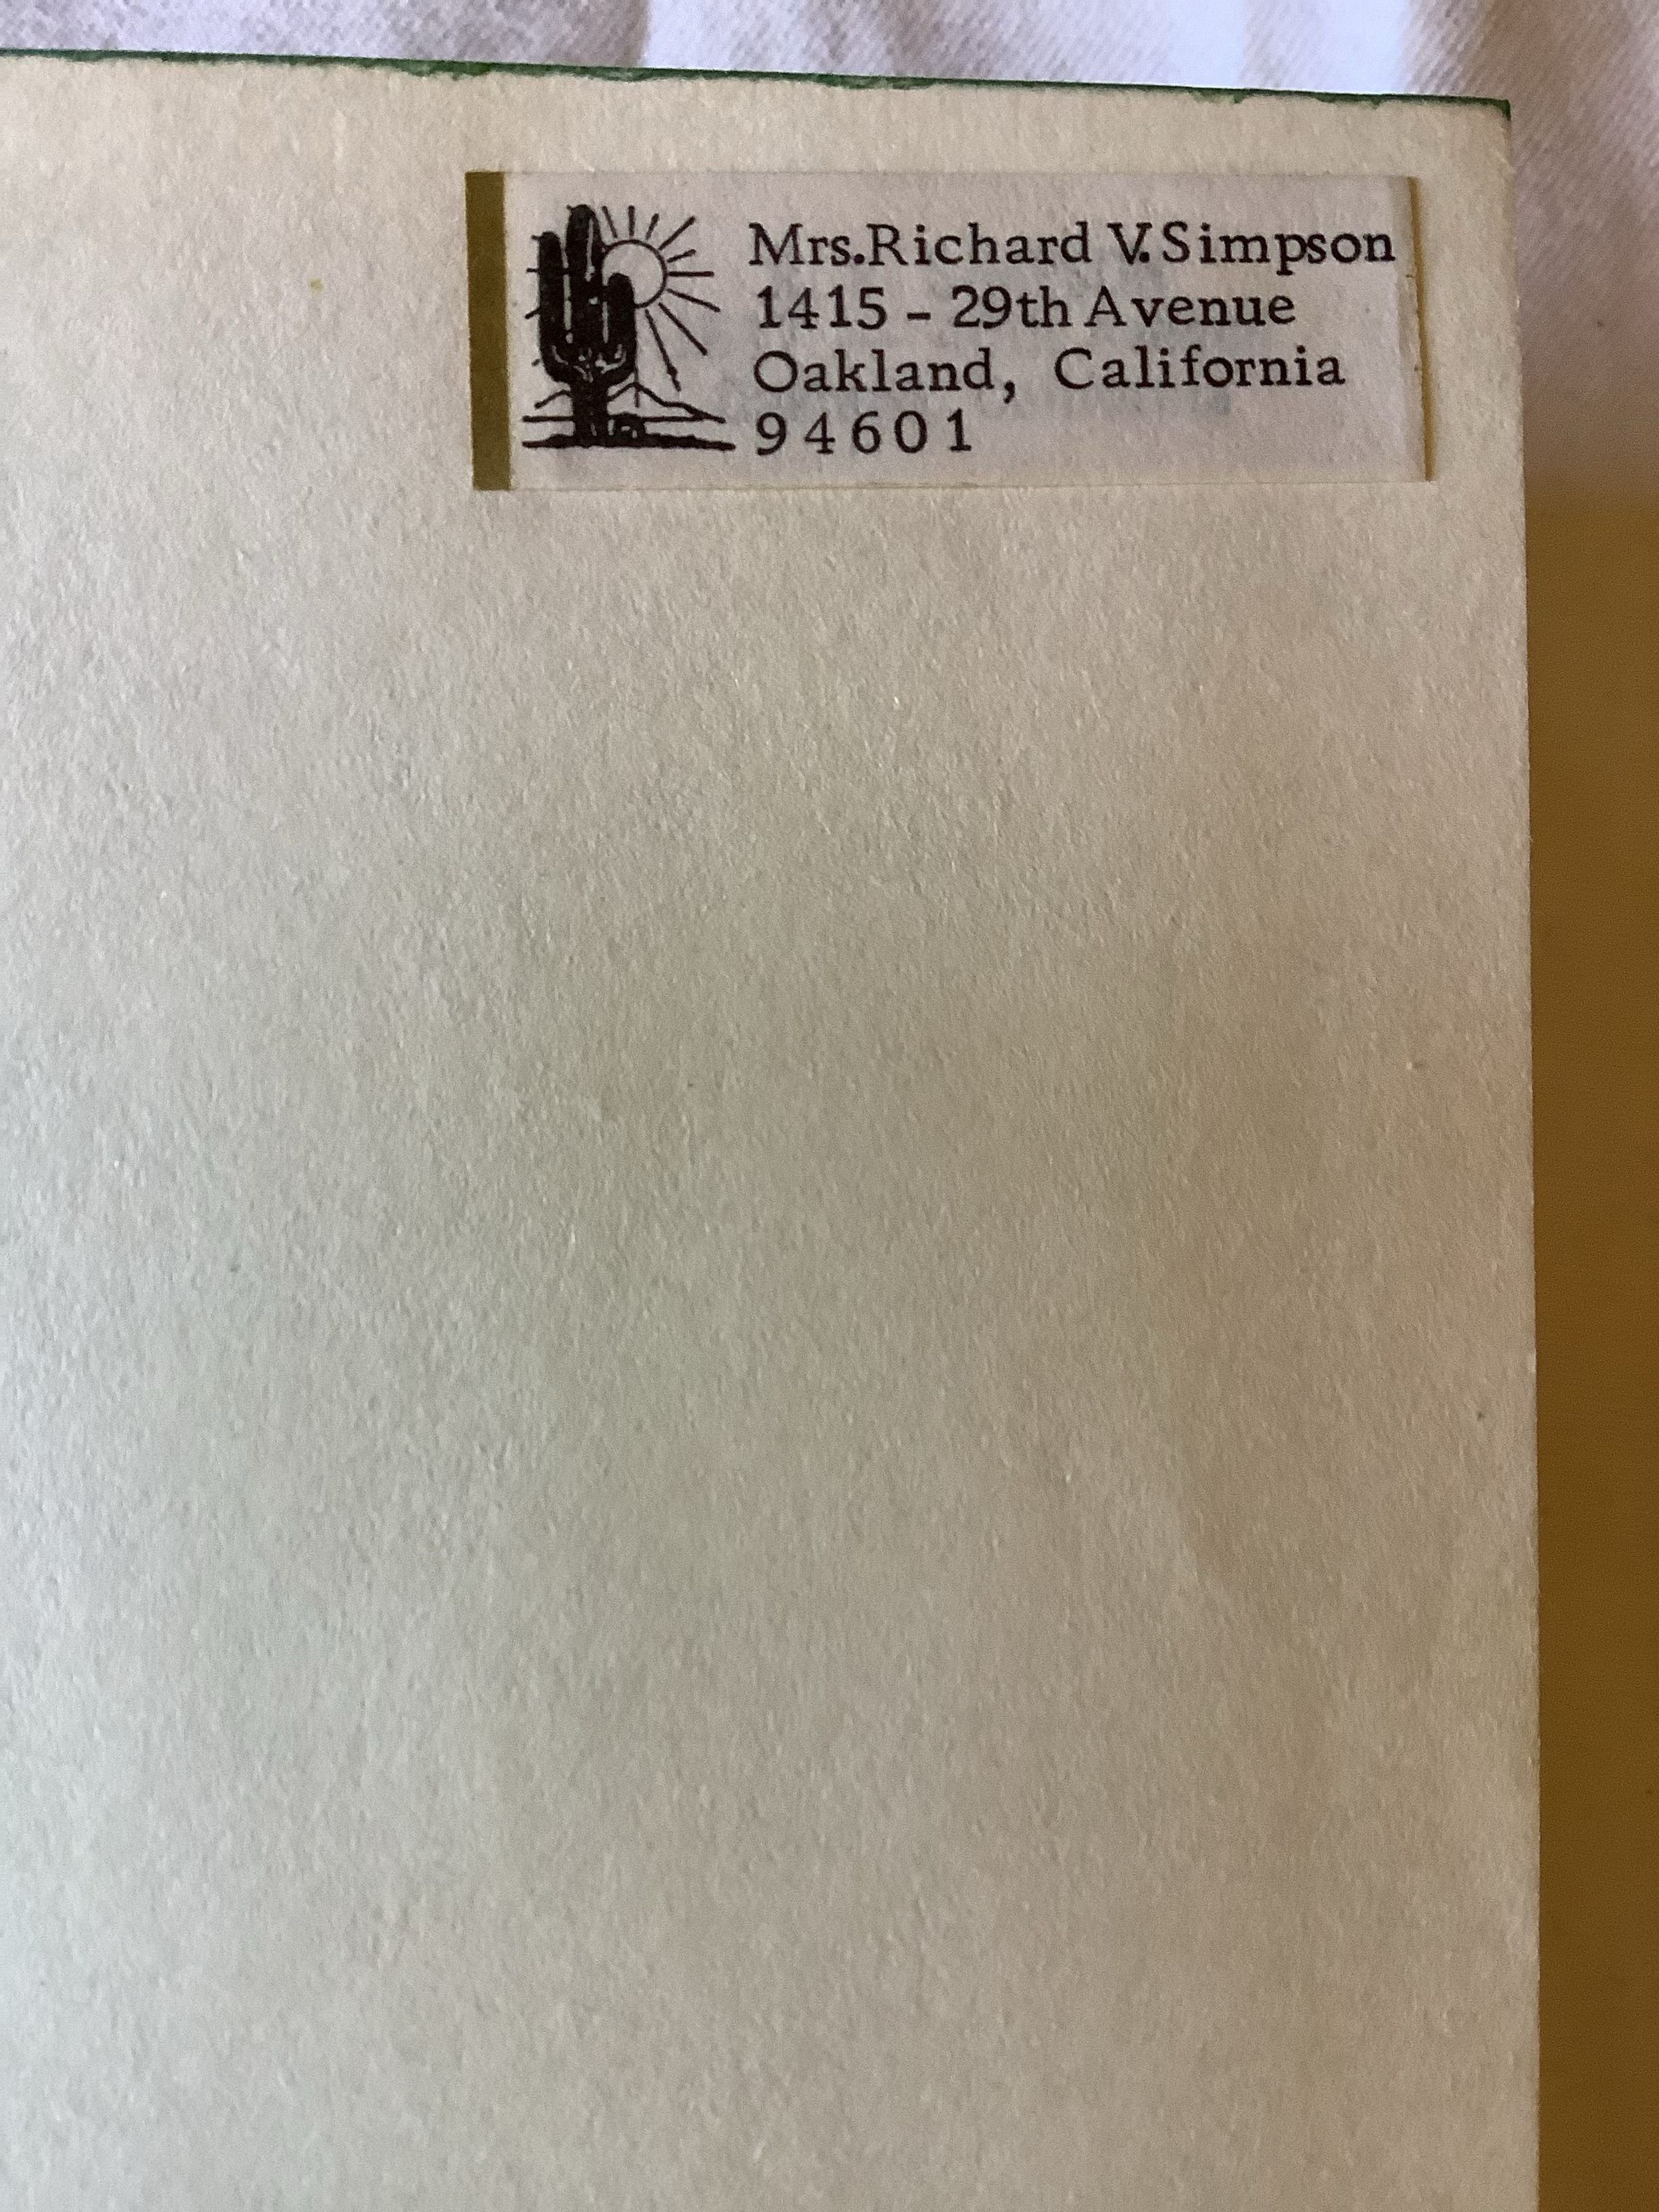 Mrs.Richard V.Simpson
1415 - 29th Avenue
Oakland, California
94601